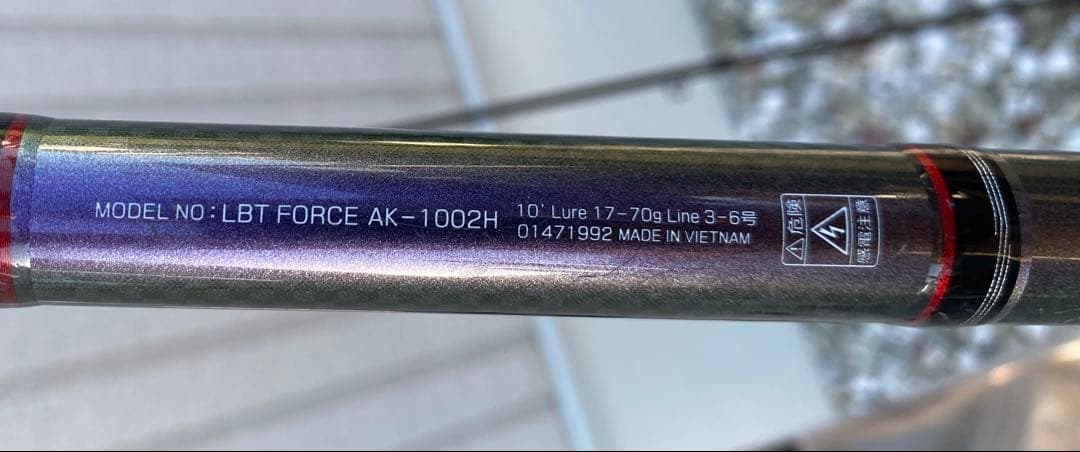 MODEL NO : LBT FORCE AK-1002H
10' Lure 17-70g Line 3-6号
01471992 MADE IN VIETNAM
危険
感電注意